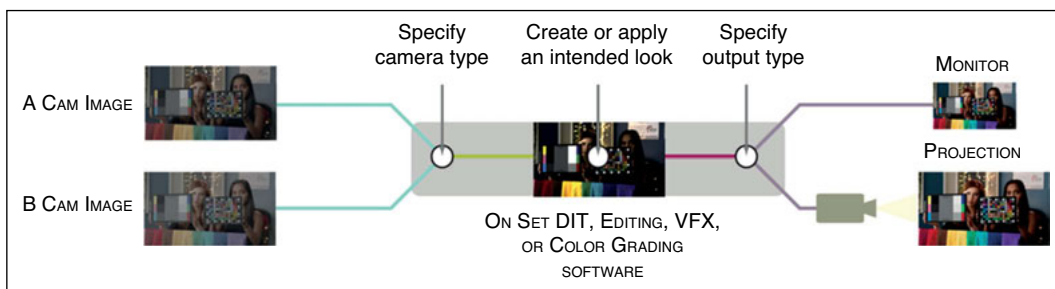 Specify
camera type
Create or apply
an intended look
Specify
output type
A Cam Image
B Cam Image
Monitor
Projection
On Set DIT, Editing, VFX,
or Color Grading
software